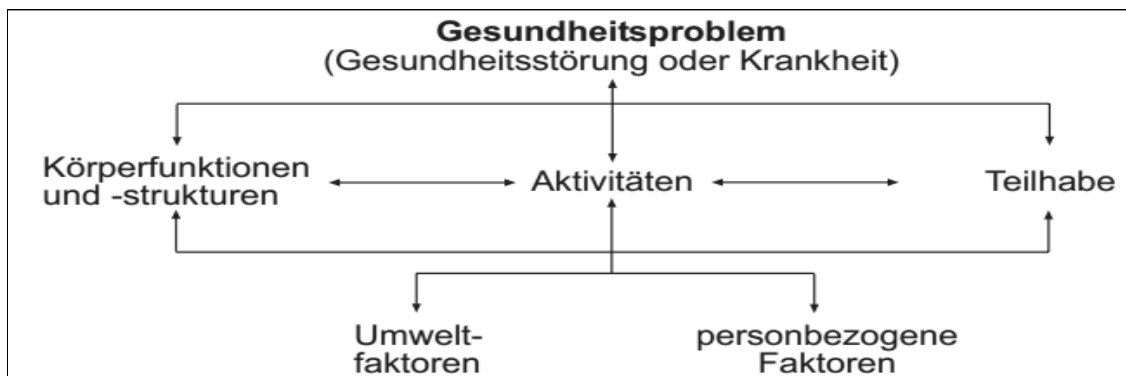 Gesundheitsproblem
(Gesundheitsstörung oder Krankheit)
Körperfunktionen
und -strukturen
Aktivitäten
Teilhabe
Umwelt-
faktoren
personbezogene
Faktoren